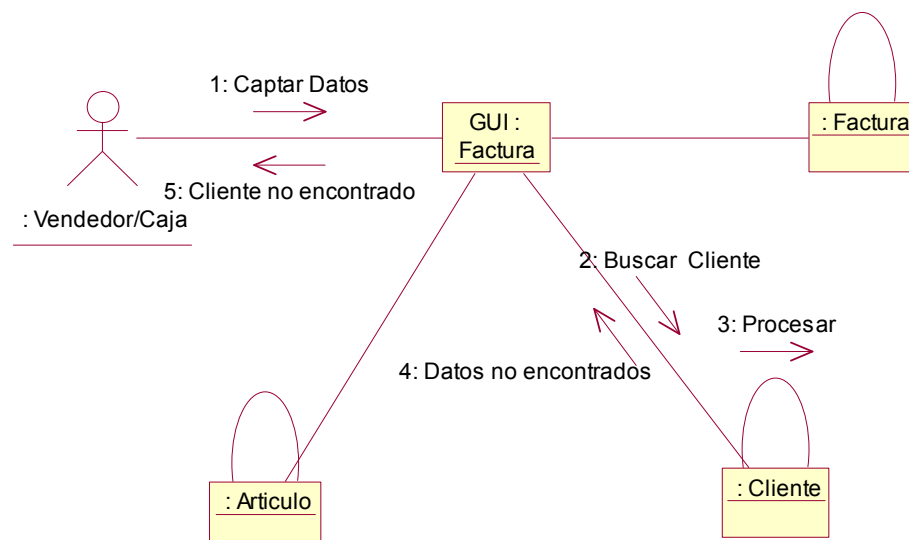 1: Captar Datos
GUI :
Factura
: Factura
5: Cliente no encontrado
: Vendedor/Caja
2: Buscar Cliente
3: Procesar
4: Datos no encontrados
: Articulo
: Cliente